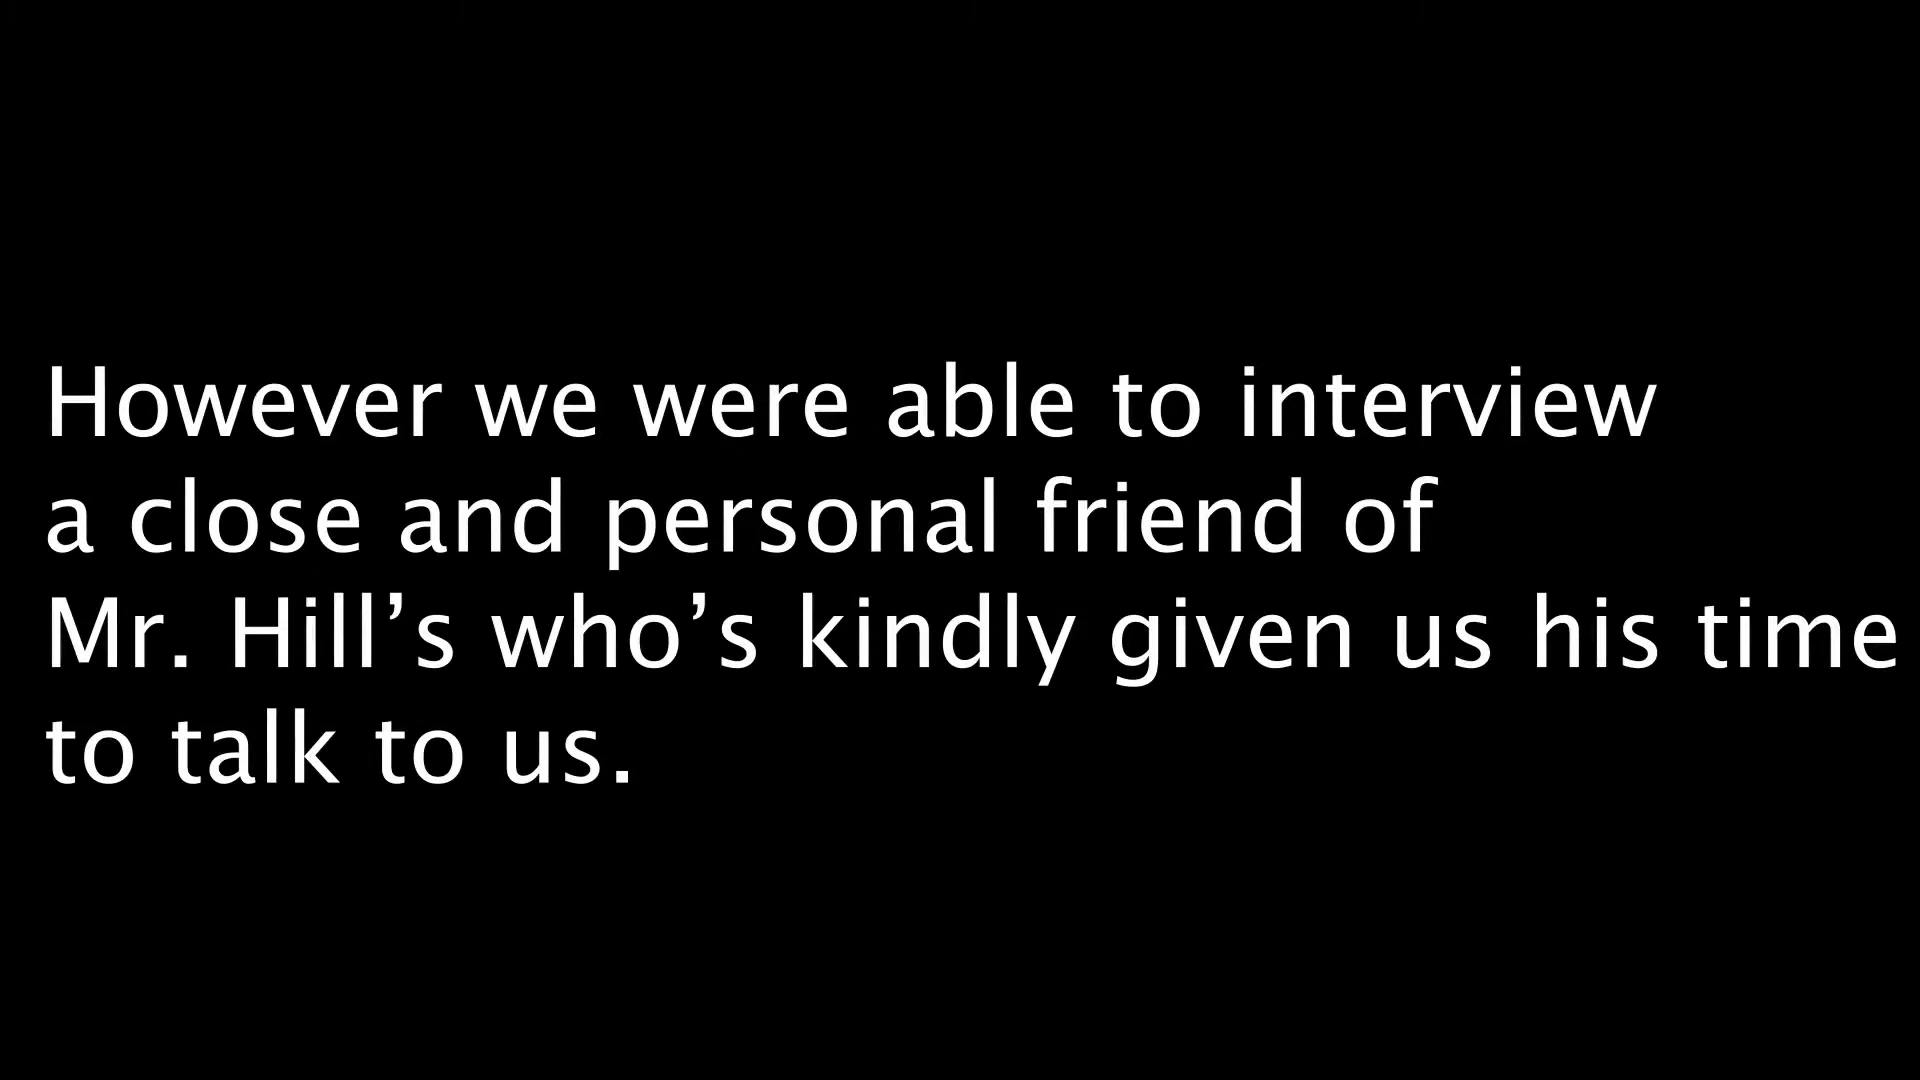 However we were able to interview
a close and personal friend of
Mr. Hill’s who’s kindly given us his time
to talk to us.